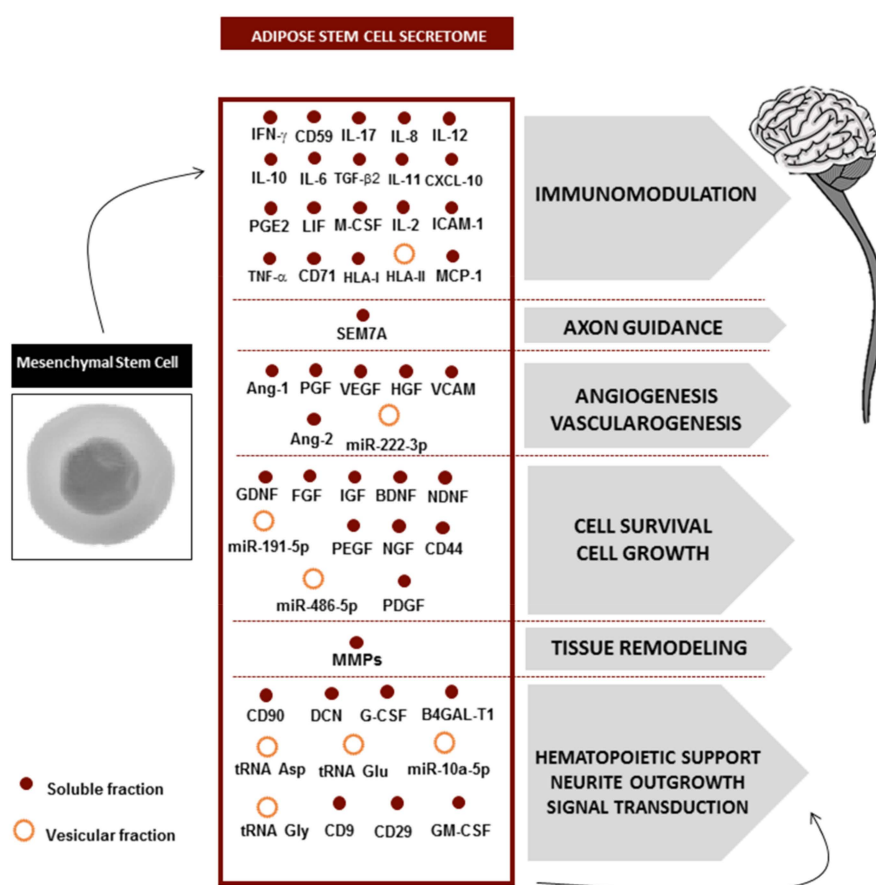 ADIPOSE STEM CELL SECRETOME
IFN-γ CD59 IL-17 IL-8 IL-12
IL-10 IL-6 TGF-β2 IL-11 CXCL-10
PGE2 LIF M-CSF IL-2 ICAM-1
TNF-α CD71 HLA-I HLA-II MCP-1
IMMUNOMODULATION
SEM7A
AXON GUIDANCE
Mesenchymal Stem Cell
Ang-1 PGF VEGF HGF VCAM
Ang-2 miR-222-3p
ANGIOGENESIS
VASCULAROGENESIS
GDNF FGF IGF BDNF NDNF
miR-191-5p PEGF NGF CD44
miR-486-5p PDGF
CELL SURVIVAL
CELL GROWTH
MMPs
TISSUE REMODELING
CD90 DCN G-CSF B4GAL-T1
tRNA Asp tRNA Glu miR-10a-5p
tRNA Gly CD9 CD29 GM-CSF
HEMATOPOIETIC SUPPORT
NEURITE OUTGROWTH
SIGNAL TRANSDUCTION
Soluble fraction
Vesicular fraction